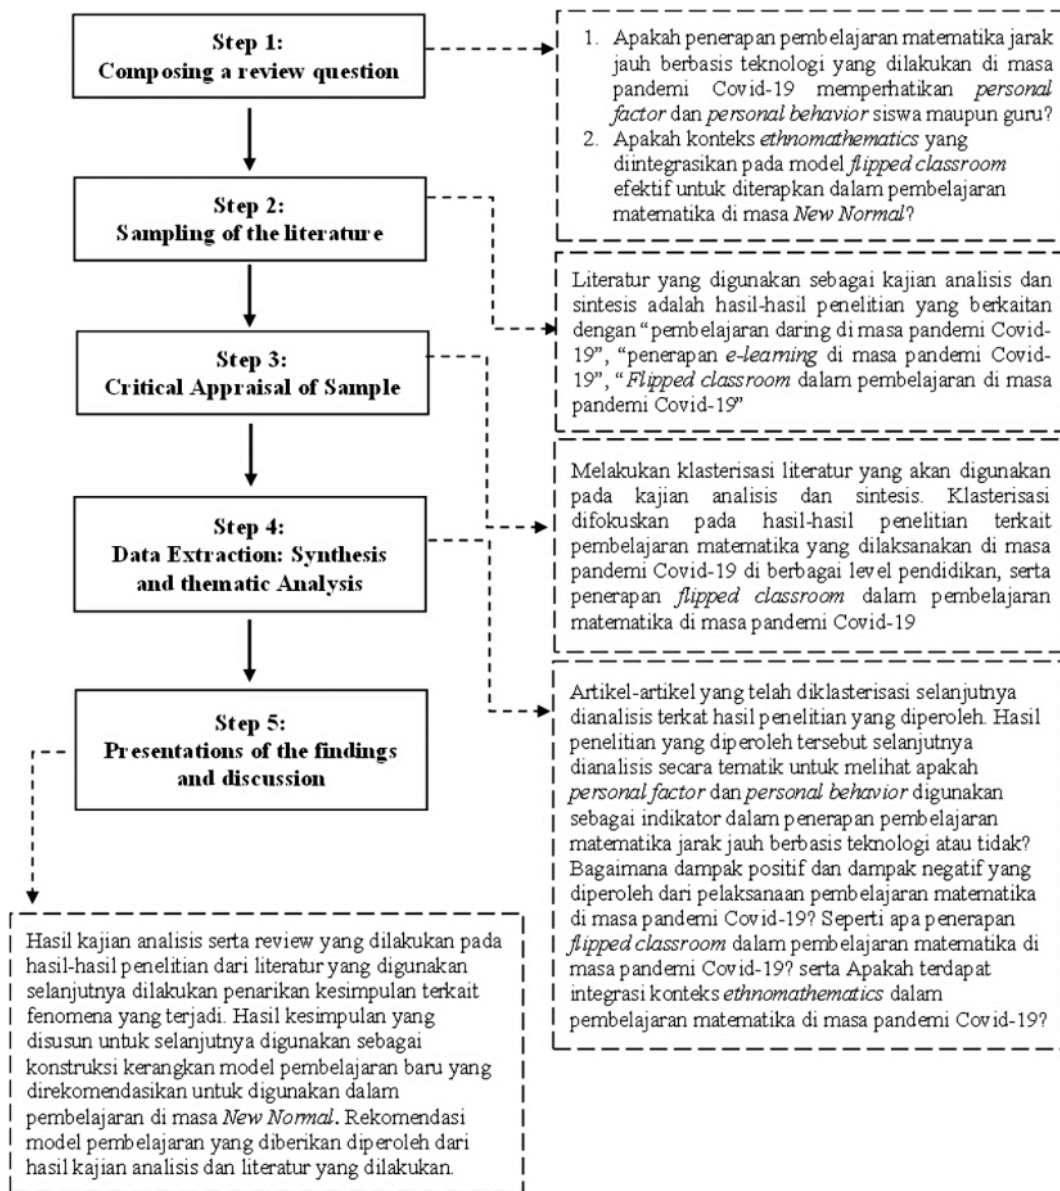 Step 1:
Composing a review question
1. Apakah penerapan pembelajaran matematika jarak
jauh berbasis teknologi yang dilakukan di masa
pandemi Covid-19 memperhatikan personal
factor dan personal behavior siswa maupun guru?
2. Apakah konteks ethnomathematics yang
diintegrasikan pada model flipped classroom
efektif untuk diterapkan dalam pembelajaran
matematika di masa New Normal?
Step 2:
Sampling of the literature
Literatur yang digunakan sebagai kajian analisis dan
sintesis adalah hasil-hasil penelitian yang berkaitan
dengan “pembelajaran daring di masa pandemi Covid-
19”, “penerapan e-learning di masa pandemi Covid-
19”, “Flipped classroom dalam pembelajaran di masa
pandemi Covid-19”
Step 3:
Critical Appraisal of Sample
Melakukan klasterisasi literatur yang akan digunakan
pada kajian analisis dan sintesis. Klasterisasi
difokuskan pada hasil-hasil penelitian terkait
pembelajaran matematika yang dilaksanakan di masa
pandemi Covid-19 di berbagai level pendidikan, serta
penerapan flipped classroom dalam pembelajaran
matematika di masa pandemi Covid-19
Step 4:
Data Extraction: Synthesis
and thematic Analysis
Artikel-artikel yang telah diklasterisasi selanjutnya
dianalisis terkat hasil penelitian yang diperoleh. Hasil
penelitian yang diperoleh tersebut selanjutnya
dianalisis secara tematik untuk melihat apakah
personal factor dan personal behavior digunakan
sebagai indikator dalam penerapan pembelajaran
matematika jarak jauh berbasis teknologi atau tidak?
Bagaimana dampak positif dan dampak negatif yang
diperoleh dari pelaksanaan pembelajaran matematika
di masa pandemi Covid-19? Seperti apa penerapan
flipped classroom dalam pembelajaran matematika di
masa pandemi Covid-19? serta Apakah terdapat
integrasi konteks ethnomathematics dalam
pembelajaran matematika di masa pandemi Covid-19?
Step 5:
Presentations of the findings
and discussion
Hasil kajian analisis serta review yang dilakukan pada
hasil-hasil penelitian dari literatur yang digunakan
selanjutnya dilakukan penarikan kesimpulan terkait
fenomena yang terjadi. Hasil kesimpulan yang
disusun untuk selanjutnya digunakan sebagai
konstruksi kerangkan model pembelajaran baru yang
direkomendasikan untuk digunakan dalam
pembelajaran di masa New Normal. Rekomendasi
model pembelajaran yang diberikan diperoleh dari
hasil kajian analisis dan literatur yang dilakukan.